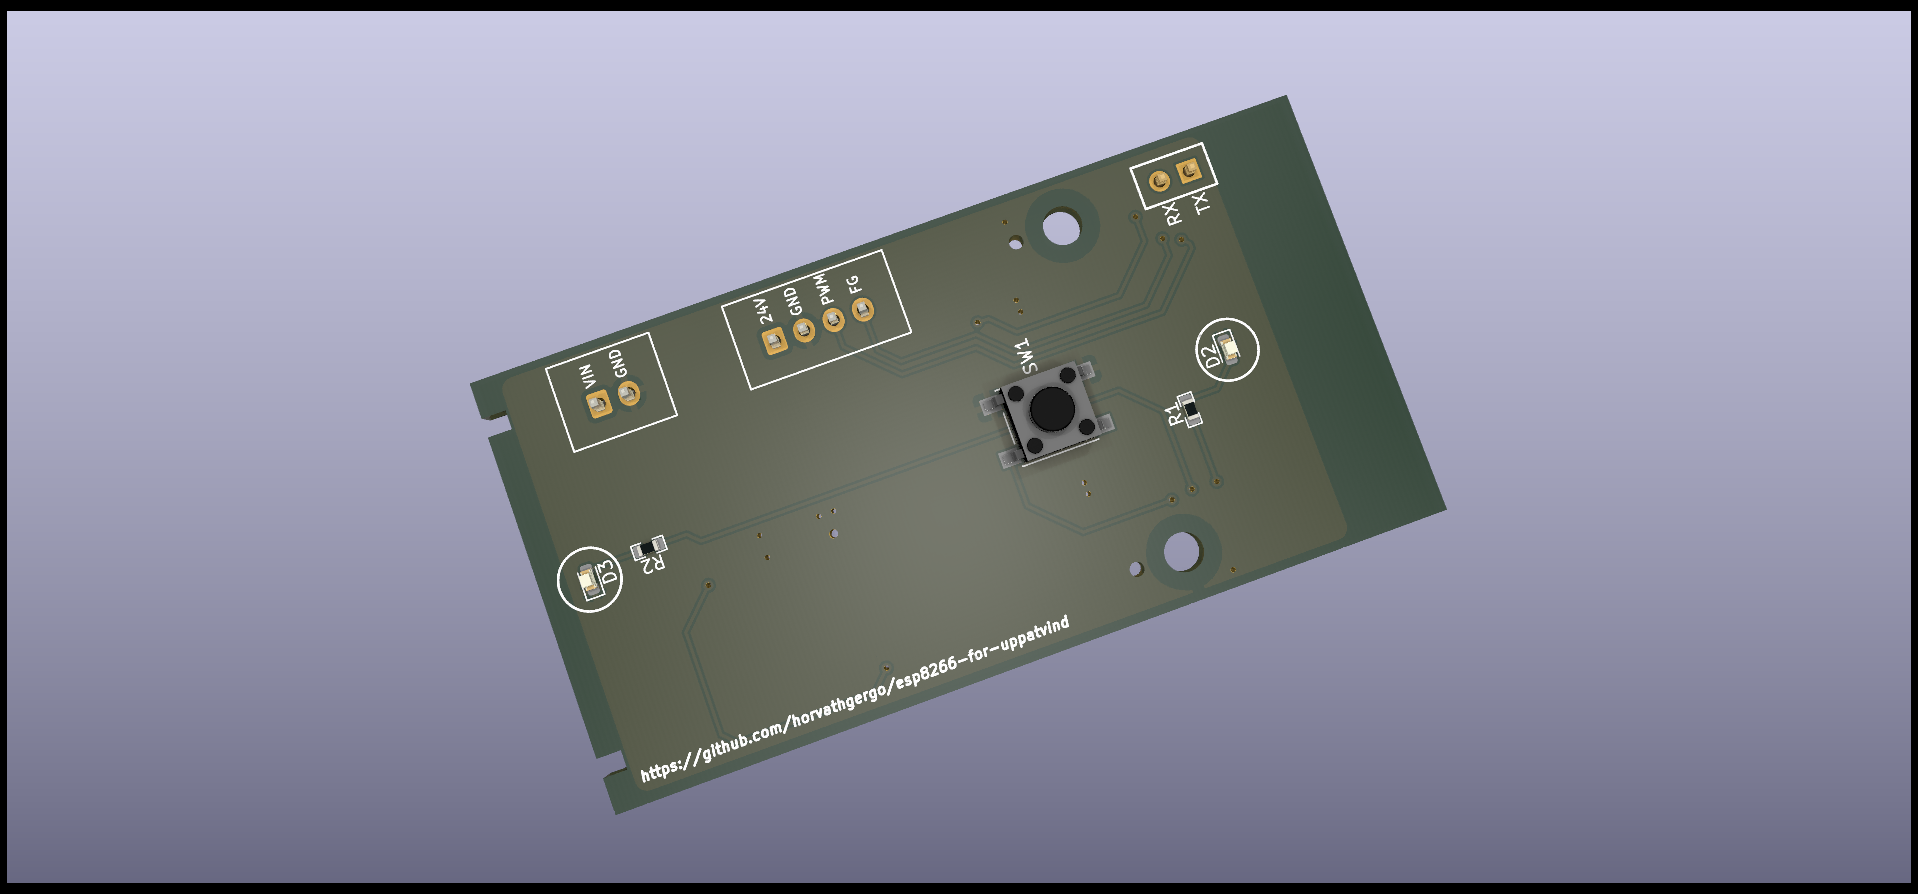 TX
RX
FG
PWM
GND
24V
GND
VIN
SW1
D2
R1
R2
D3
https://github.com/horvathgergo/esp8266-for-uppatvind